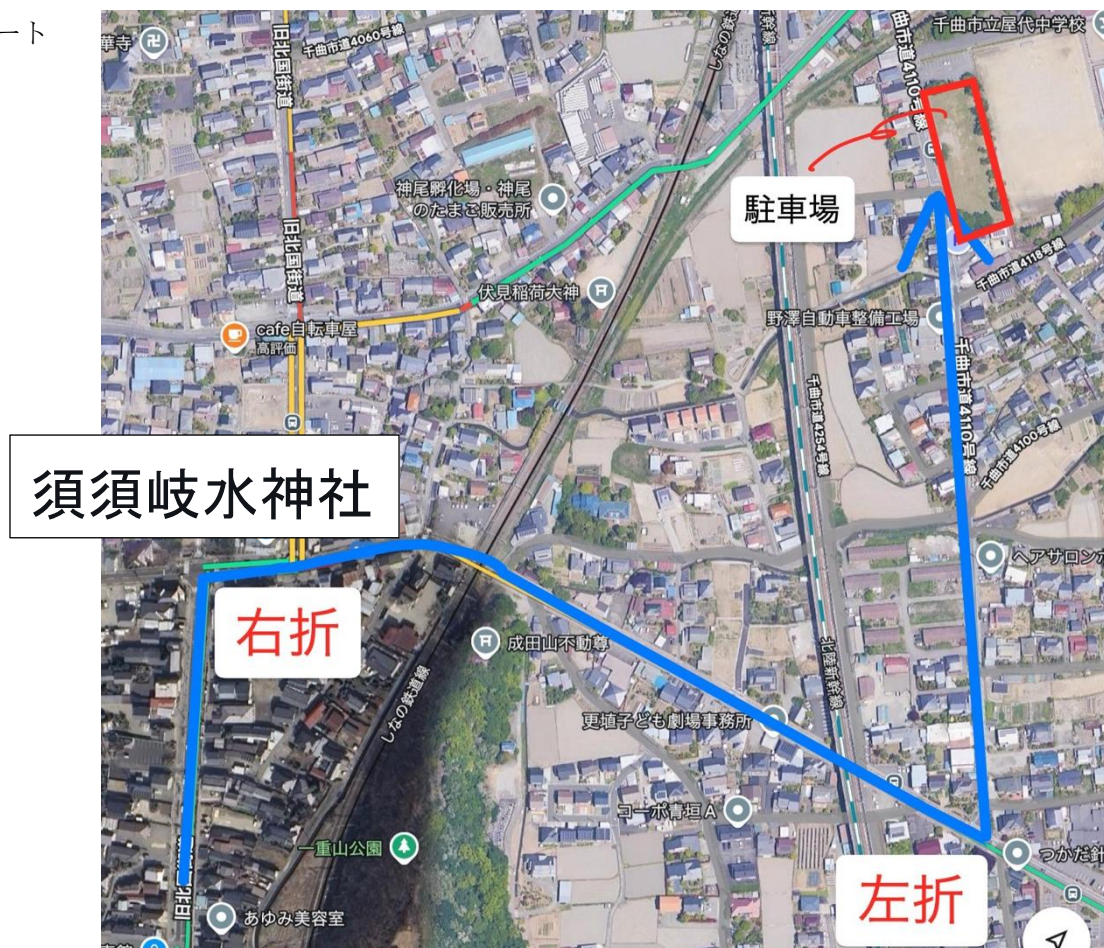 ート
華寺
千曲市道4060号線
旧北国街道
しなの鉄道
新幹線
千曲市道4110号線
千曲市立屋代中学校
神尾孵化場・神尾
のたまご販売所
駐車場
旧北国街道
伏見稲荷大神
千曲市道4118号線
野澤自動車整備工場
cafe自転車屋
高評価
千曲市道4254号線
千曲市道4110号線
千曲市道4100号線
須須岐水神社
ヘアサロンカ
右折
成田山不動尊
しなの鉄道線
北陸新幹線
更埴子ども劇場事務所
コーポ青垣A
一重山公園
つかだ針
左折
旧北国街道
あゆみ美容室